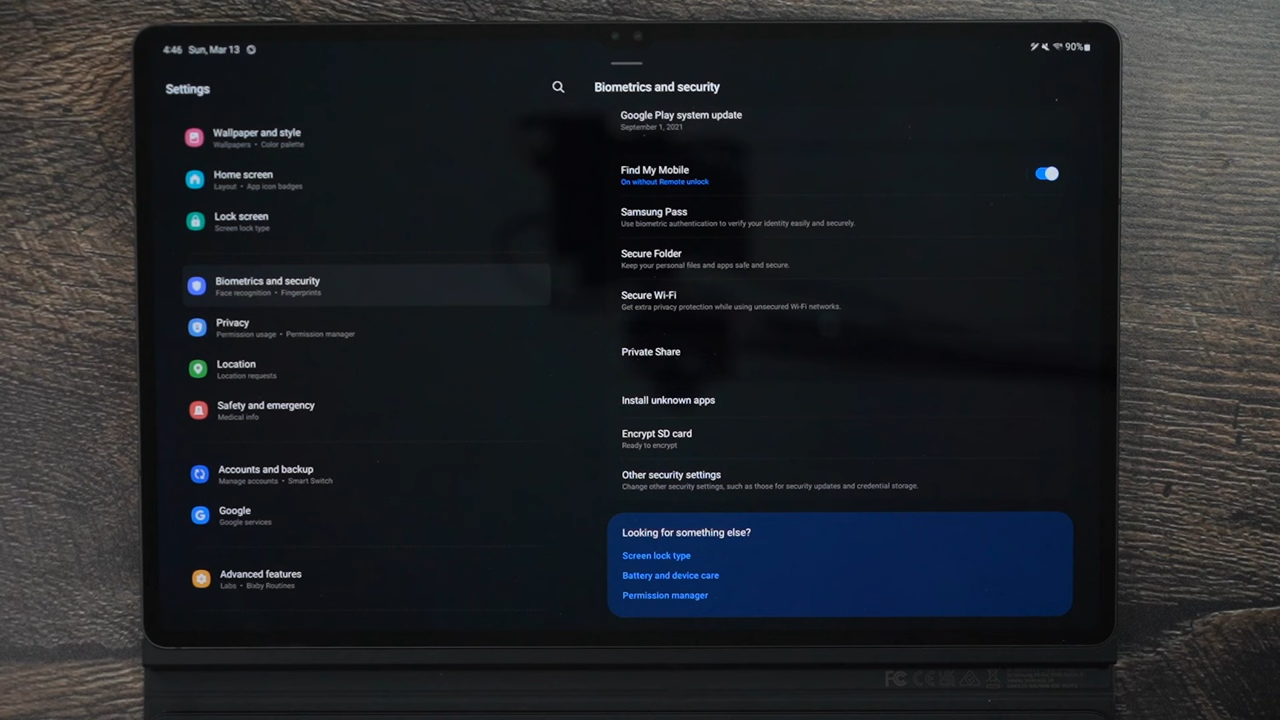 4:46 Sun, Mar 13
90%
Settings
Wallpaper and style
Wallpapers • Color palette
Home screen
Layout • App icon badges
Lock screen
Screen lock type
Biometrics and security
Face recognition • Fingerprints
Privacy
Permission usage • Permission manager
Location
Location requests
Safety and emergency
Medical info
Accounts and backup
Manage accounts • Smart Switch
Google
Google services
Advanced features
Labs • Bixby Routines
Biometrics and security
Google Play system update
September 1, 2021
Find My Mobile
On without Remote unlock
Samsung Pass
Use biometric authentication to verify your identity easily and securely.
Secure Folder
Keep your personal files and apps safe and secure.
Secure Wi-Fi
Get extra privacy protection while using unsecured Wi-Fi networks.
Private Share
Install unknown apps
Encrypt SD card
Ready to encrypt
Other security settings
Change other security settings, such as those for security updates and credential storage.
Looking for something else?
Screen lock type
Battery and device care
Permission manager
FC CE